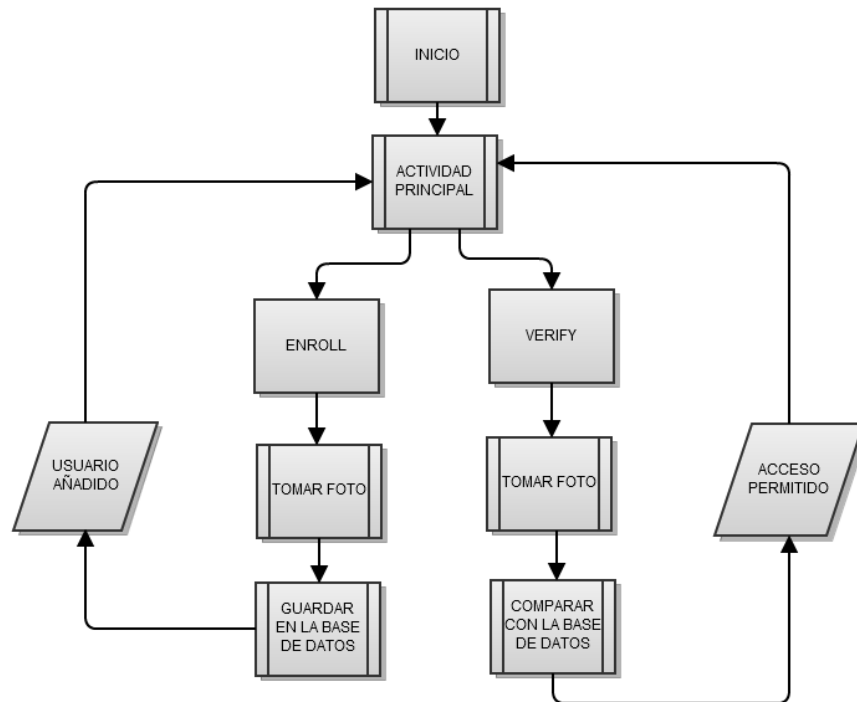 INICIO
ACTIVIDAD
PRINCIPAL
ENROLL
VERIFY
USUARIO
AÑADIDO
TOMAR FOTO
TOMAR FOTO
ACCESO
PERMITIDO
GUARDAR
EN LA BASE
DE DATOS
COMPARAR
CON LA BASE
DE DATOS